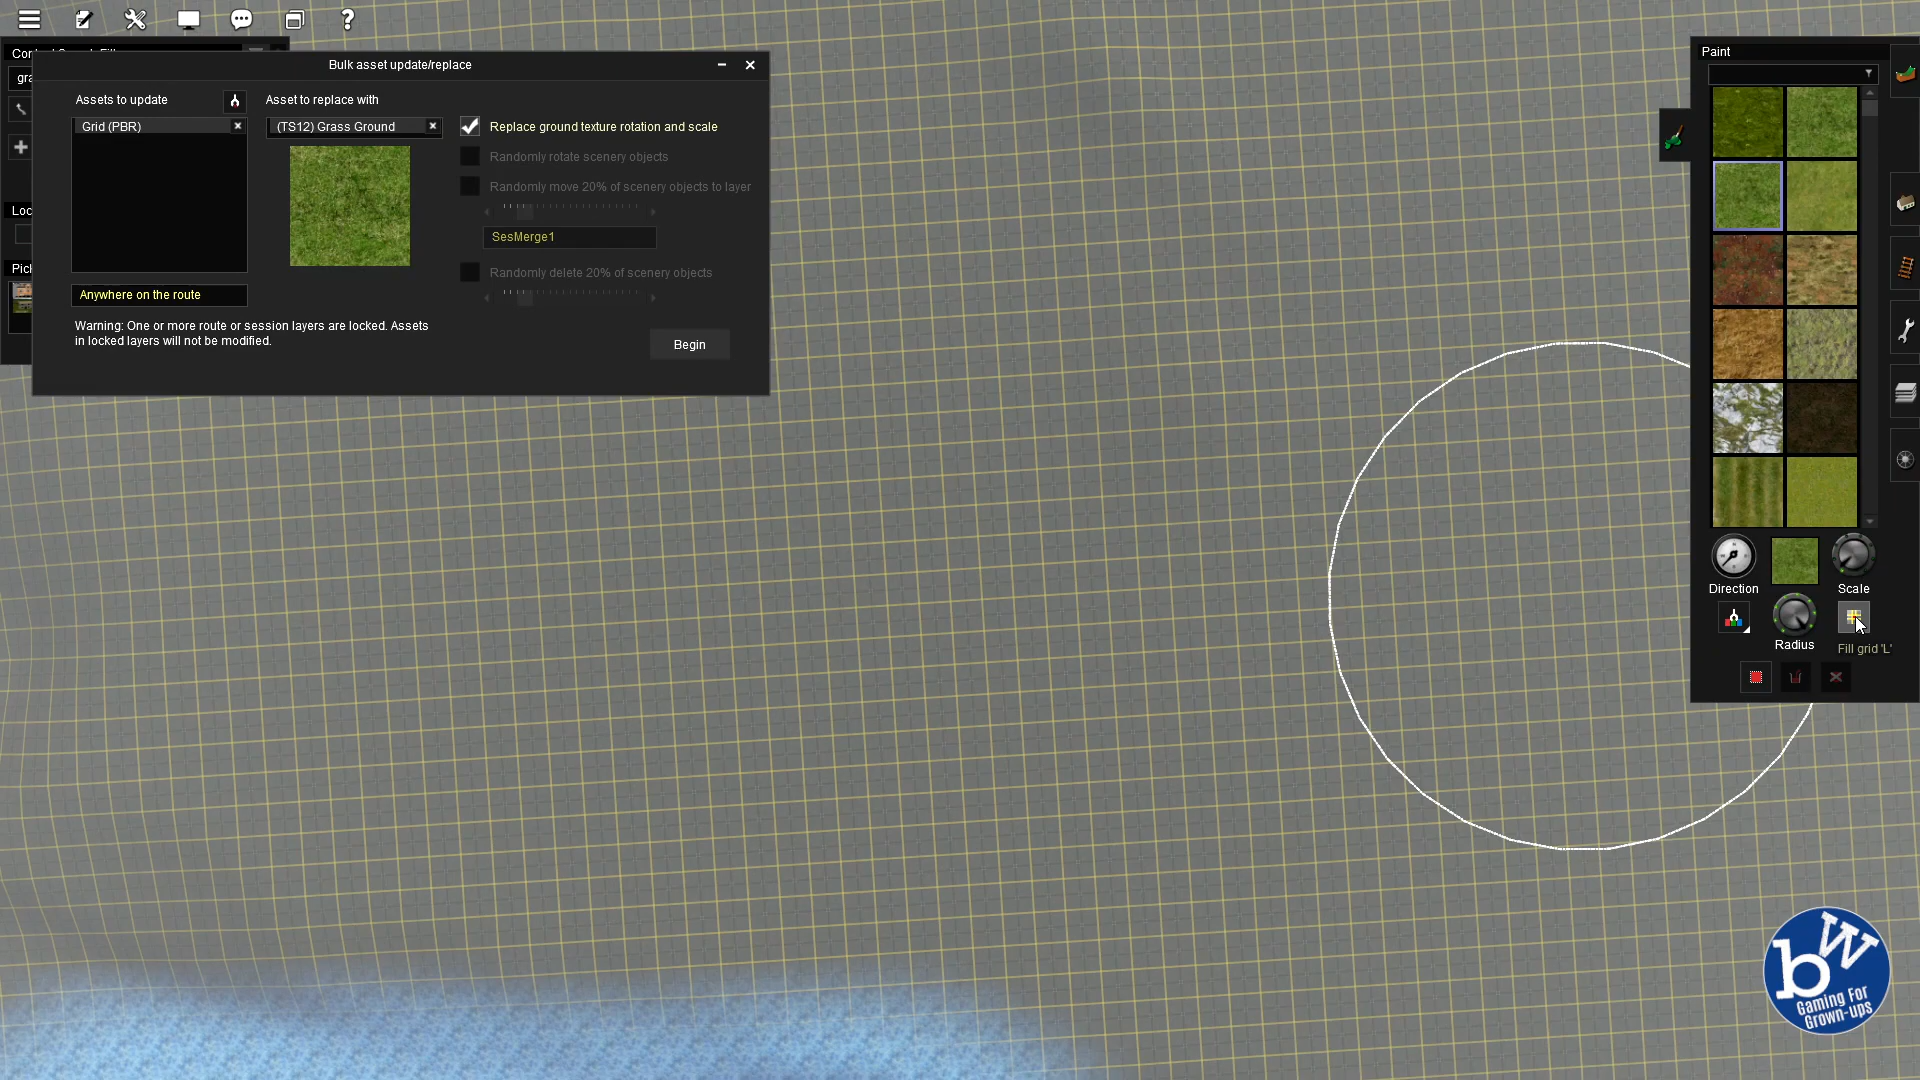 Bulk asset update/replace
Assets to update
Asset to replace with
Grid (PBR)
(TS12) Grass Ground
Replace ground texture rotation and scale
Randomly rotate scenery objects
Randomly move 20% of scenery objects to layer
SesMerge1
Randomly delete 20% of scenery objects
Anywhere on the route
Warning: One or more route or session layers are locked. Assets
in locked layers will not be modified.
Begin
gra
Loc
Pick
Paint
Direction
Scale
Radius
Fill grid 'L'
bw
Gaming For
Grown-ups